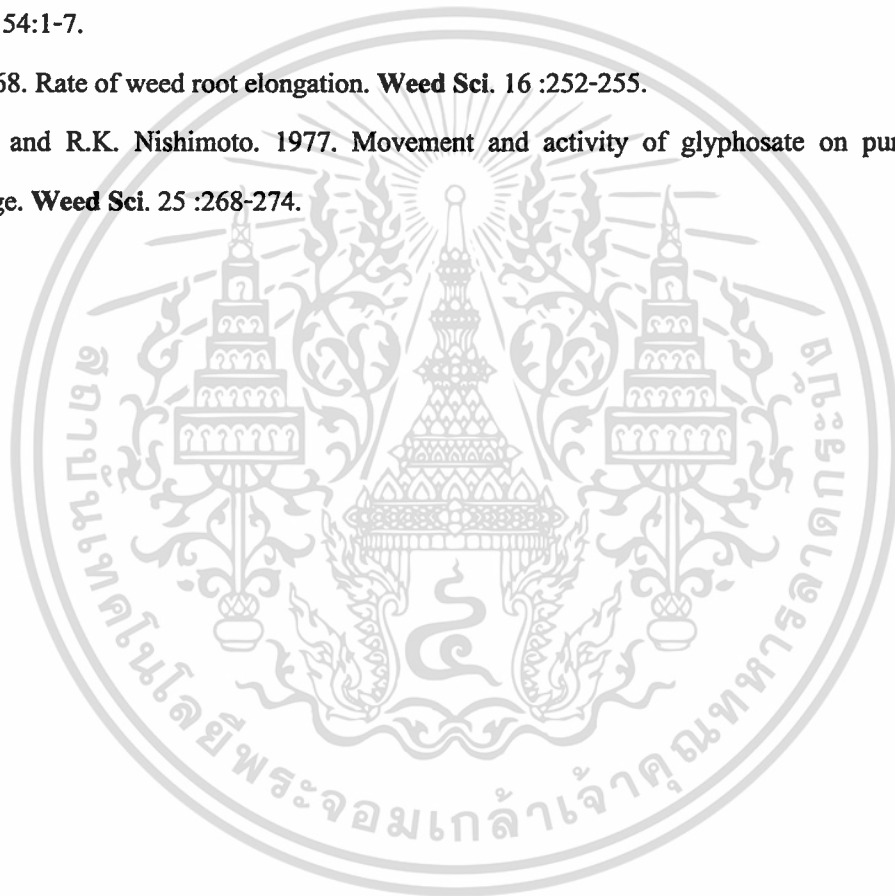 54:1-7.
68. Rate of weed root elongation. Weed Sci. 16 :252-255.
and R.K. Nishimoto. 1977. Movement and activity of glyphosate on
Weed Sci. 25 :268-274.
สถาบันเทคโนโลยีพระจอมเกล้าเจ้าคุณทหารลาดกระบัง